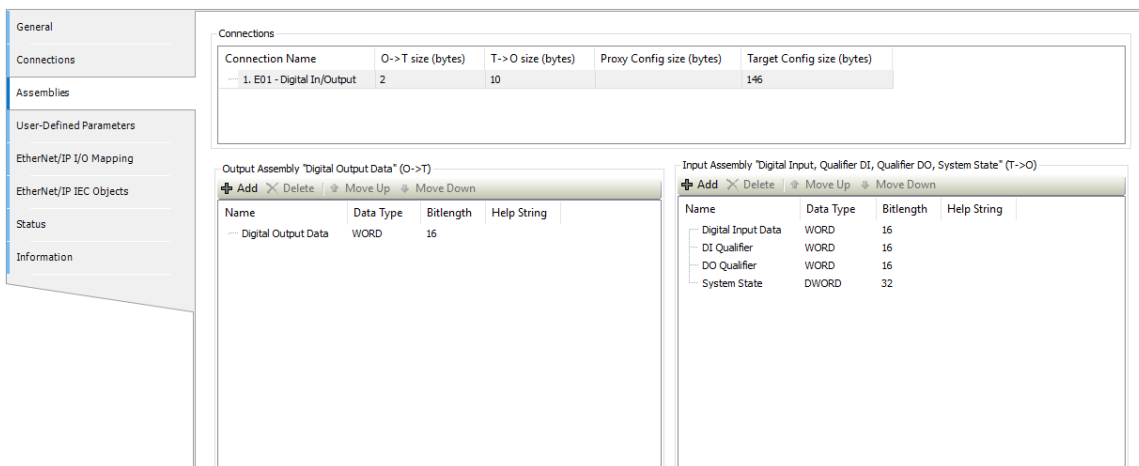 General
Connections
Assemblies
User-Defined Parameters
EtherNet/IP I/O Mapping
EtherNet/IP IEC Objects
Status
Information
Connections
Connection Name O->T size (bytes) T->O size (bytes) Proxy Config size (bytes) Target Config size (bytes)
1. E01 - Digital In/Output 2 10 146
Output Assembly "Digital Output Data" (O->T)
Add Delete Move Up Move Down
Name Data Type Bitlength Help String
Digital Output Data WORD 16
Input Assembly "Digital Input, Qualifier DI, Qualifier DO, System State" (T->O)
Add Delete Move Up Move Down
Name Data Type Bitlength Help String
Digital Input Data WORD 16
DI Qualifier WORD 16
DO Qualifier WORD 16
System State DWORD 32